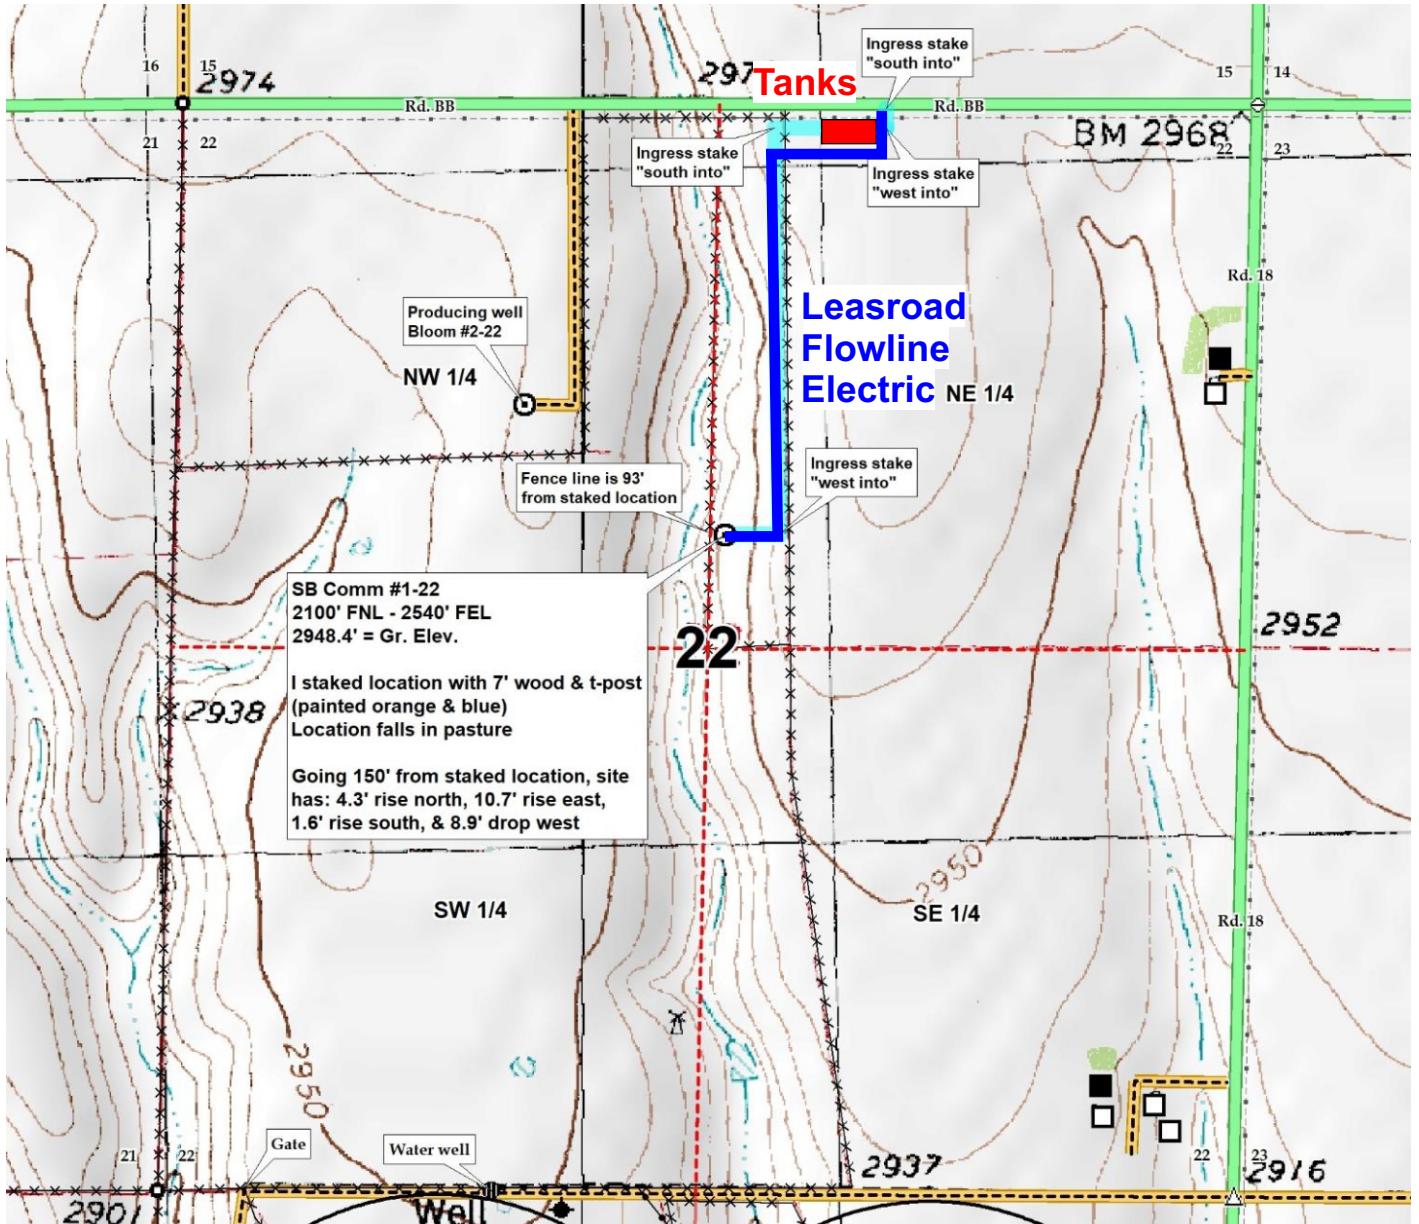 16 15
2974
297
Tanks
Ingress stake
"south into"
15 14
Rd. BB
Rd. BB
BM 2968
21 22
22 23
Ingress stake
"south into"
Ingress stake
"west into"
Rd. 18
Producing well
Bloom #2-22
Leasroad
Flowline
Electric
NW 1/4
NE 1/4
Fence line is 93'
from staked location
Ingress stake
"west into"
SB Comm #1-22
2100' FNL - 2540' FEL
2948.4' = Gr. Elev.
I staked location with 7' wood & t-post
(painted orange & blue)
Location falls in pasture
Going 150' from staked location, site
has: 4.3' rise north, 10.7' rise east,
1.6' rise south, & 8.9' drop west
22
2952
2938
2950
SW 1/4
SE 1/4
Rd. 18
2950
Gate
Water well
21 22
22 23
2937
2916
2901
Well